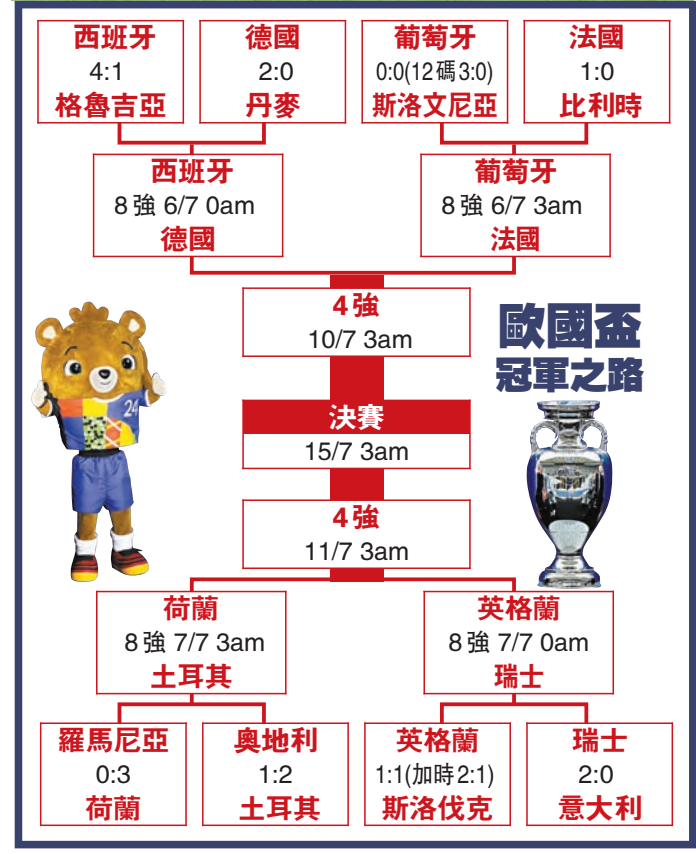 西班牙
4:1
格魯吉亞
德國
2:0
丹麥
葡萄牙
0:0(12碼3:0)
斯洛文尼亞
法國
1:0
比利時
西班牙
8強 6/7 0am
德國
葡萄牙
8強 6/7 3am
法國
4強
10/7 3am
歐國盃
冠軍之路
24
決賽
15/7 3am
4強
11/7 3am
荷蘭
8強 7/7 3am
土耳其
英格蘭
8強 7/7 0am
瑞士
羅馬尼亞
0:3
荷蘭
奧地利
1:2
土耳其
英格蘭
1:1(加時2:1)
斯洛伐克
瑞士
2:0
意大利